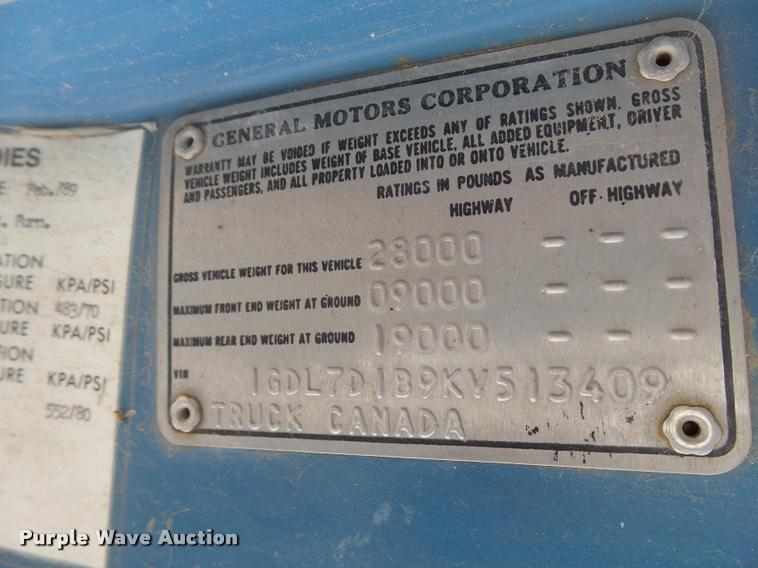 DIES
Feb./89
. Purn.
ATION
SURE KPA/PSI
ATION 483/70
SURE KPA/PSI
TION
URE KPA/PSI
552/80
GENERAL MOTORS CORPORATION
WARRANTY MAY BE VOIDED IF WEIGHT EXCEEDS ANY OF RATINGS SHOWN. GROSS
VEHICLE WEIGHT INCLUDES WEIGHT OF BASE VEHICLE, ALL ADDED EQUIPMENT, DRIVER
AND PASSENGERS, AND ALL PROPERTY LOADED INTO OR ONTO VEHICLE.
RATINGS IN POUNDS AS MANUFACTURED
HIGHWAY OFF-HIGHWAY
GROSS VEHICLE WEIGHT FOR THIS VEHICLE 28000 - - -
MAXIMUM FRONT END WEIGHT AT GROUND 09000 - - -
MAXIMUM REAR END WEIGHT AT GROUND 19000 - - -
VIN 1GDL7D1B9KV513409
TRUCK CANADA
Purple Wave Auction